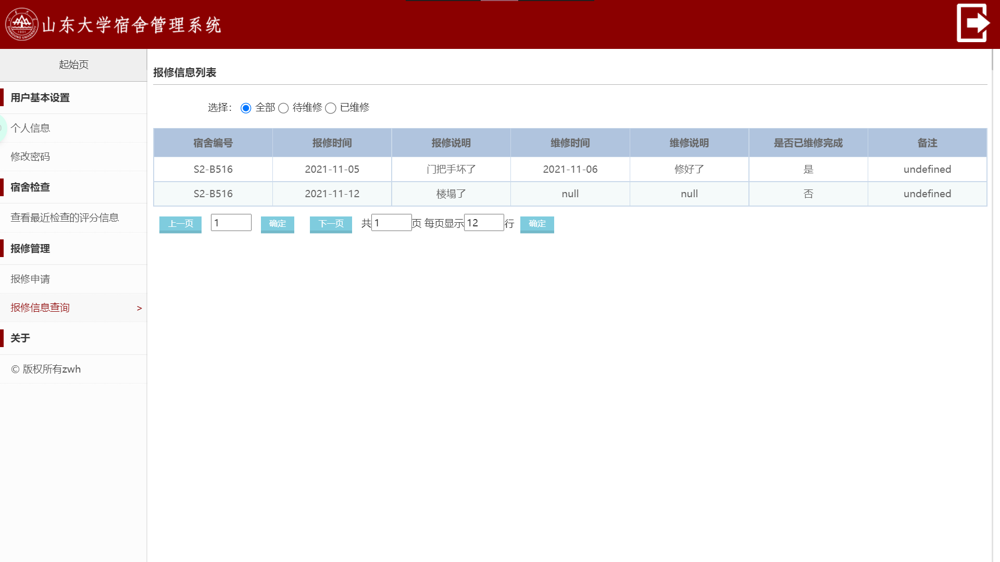 山东大学宿舍管理系统
SHANDONG UNIVERSITY
1901
起始页
用户基本设置
个人信息
修改密码
宿舍检查
查看最近检查的评分信息
报修管理
报修申请
报修信息查询 >
关于
© 版权所有zwh
报修信息列表
选择： 全部 待维修 已维修
宿舍编号 报修时间 报修说明 维修时间 维修说明 是否已维修完成 备注
S2-B516 2021-11-05 门把手坏了 2021-11-06 修好了 是 undefined
S2-B516 2021-11-12 楼塌了 null null 否 undefined
上一页 1 确定 下一页 共1页 每页显示12行 确定